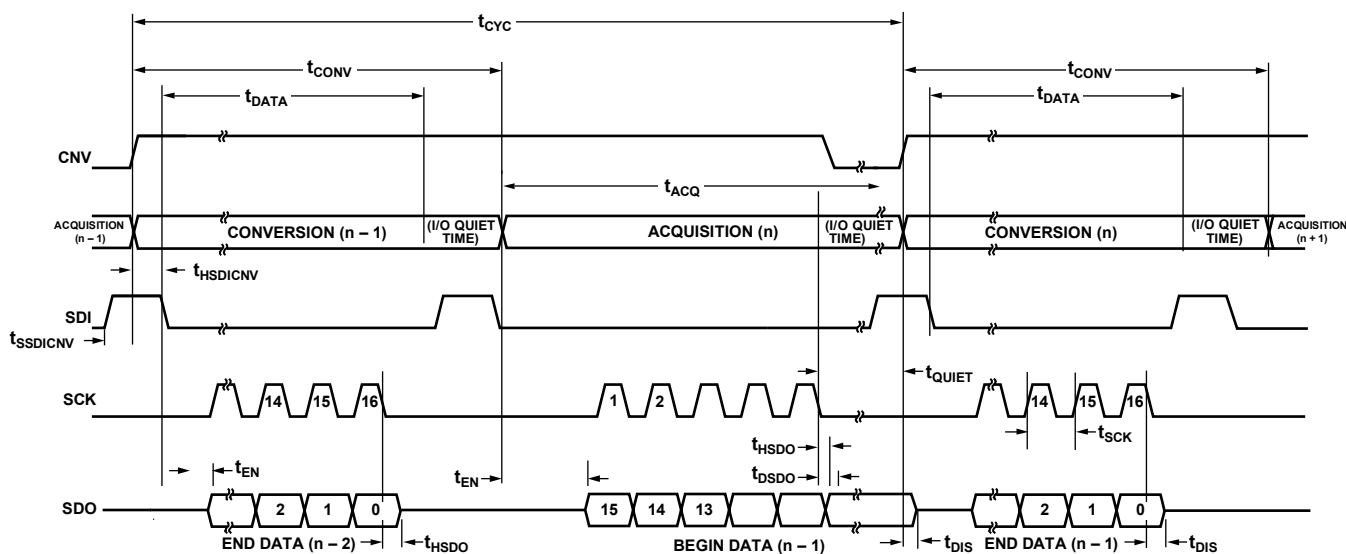 tCYC
tCONV
tCONV
tDATA
tDATA
CNV
tACQ
ACQUISITION
(n – 1)
CONVERSION (n – 1)
(I/O QUIET
TIME)
ACQUISITION (n)
(I/O QUIET
TIME)
CONVERSION (n)
(I/O QUIET
TIME)
ACQUISITION
(n + 1)
tHSDICNV
SDI
tSSDICNV
tQUIET
SCK
14 15 16
1 2
14 15 16
tSCK
tHSDO
tEN
tEN
tDSDO
SDO
2 1 0
15 14 13
2 1 0
END DATA (n – 2)
tHSDO
BEGIN DATA (n – 1)
tDIS
END DATA (n – 1)
tDIS